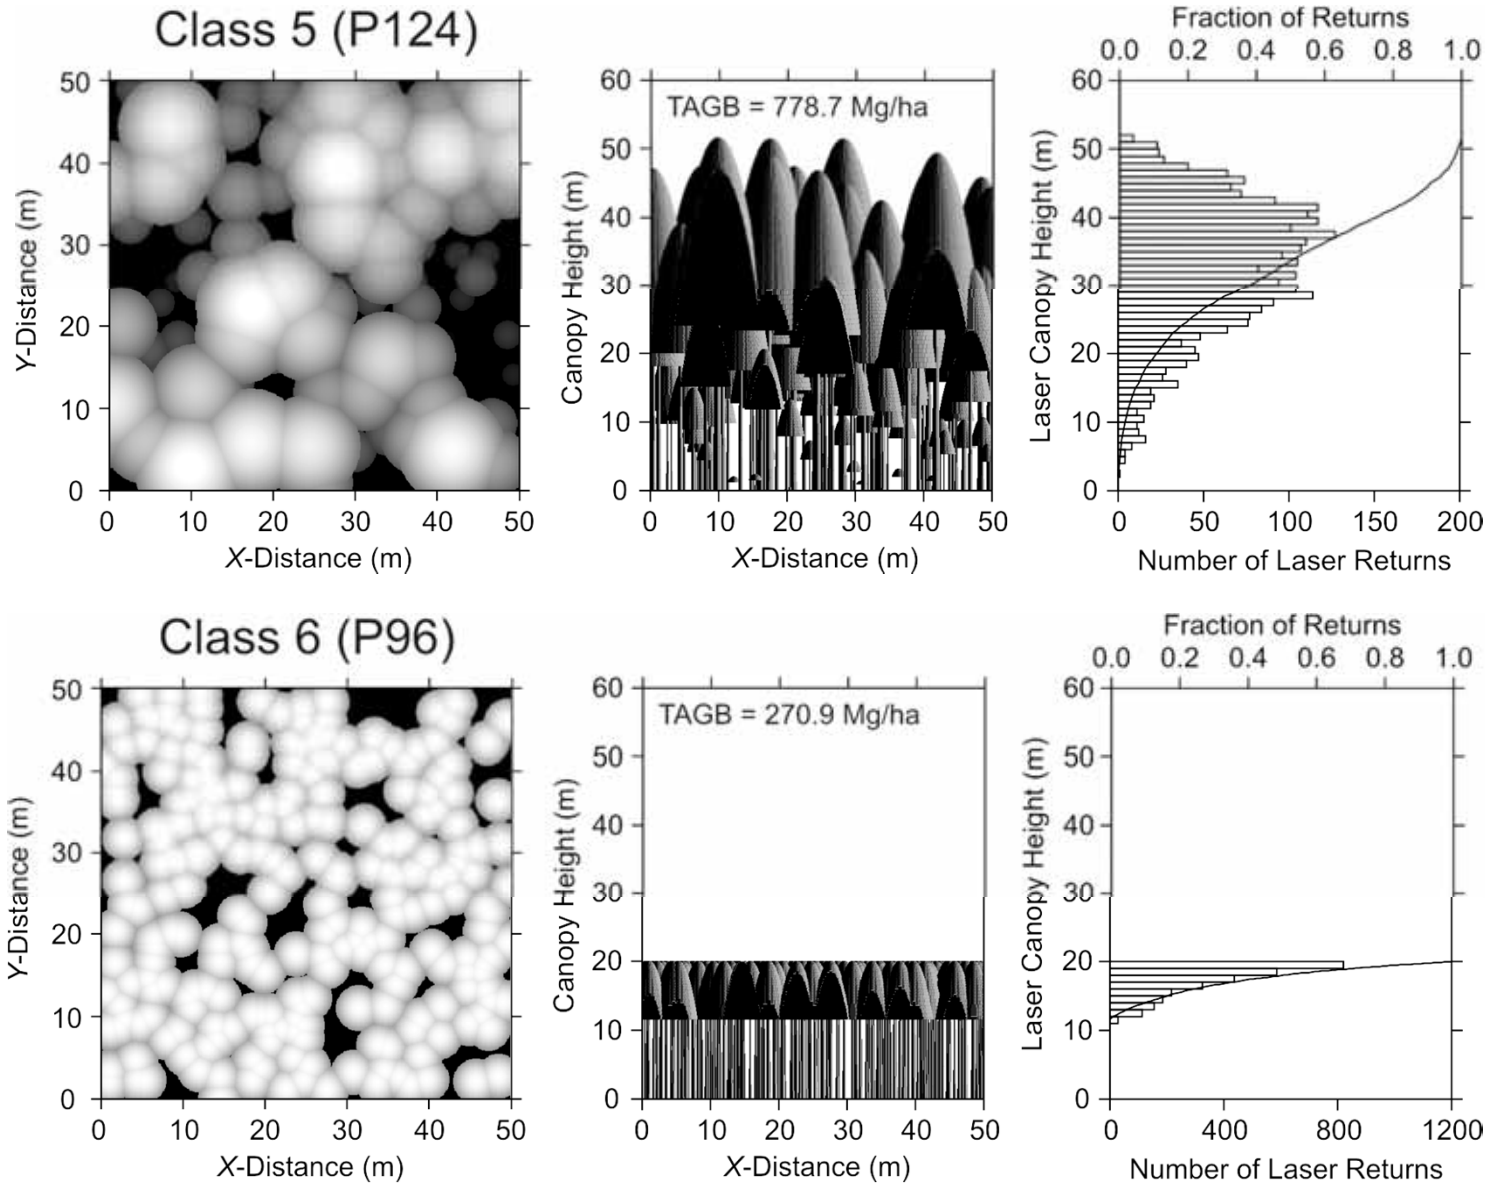 Class 5 (P124)
50
40
30
20
10
0
Y-Distance (m)
0 10 20 30 40 50
X-Distance (m)
TAGB = 778.7 Mg/ha
60
50
40
30
20
10
0
Canopy Height (m)
0 10 20 30 40 50
X-Distance (m)
Fraction of Returns
0.0 0.2 0.4 0.6 0.8 1.0
60
50
40
30
20
10
0
Laser Canopy Height (m)
0 50 100 150 200
Number of Laser Returns
Class 6 (P96)
50
40
30
20
10
0
Y-Distance (m)
0 10 20 30 40 50
X-Distance (m)
TAGB = 270.9 Mg/ha
60
50
40
30
20
10
0
Canopy Height (m)
0 10 20 30 40 50
X-Distance (m)
Fraction of Returns
0.0 0.2 0.4 0.6 0.8 1.0
60
50
40
30
20
10
0
Laser Canopy Height (m)
0 400 800 1200
Number of Laser Returns